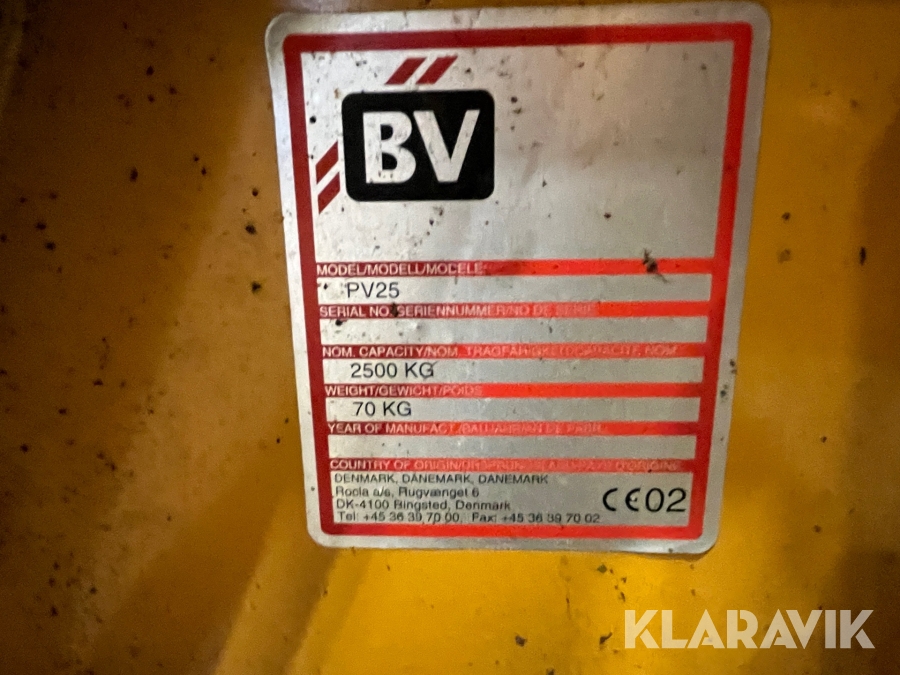 BV
MODEL/MODELL/MODELE:
PV25
SERIAL NO./SERIENNUMMER/NO DE SERIE
NOM. CAPACITY/NOM. TRAGFÄHIGKEIT/CAPACITE NOM.
2500 KG
WEIGHT/GEWICHT/POIDS
70 KG
YEAR OF MANUFACT./BAUJAHR/AN DE FABR.
COUNTRY OF ORIGIN/URSPRUNGSLAND/PAYS D'ORIGINE
DENMARK, DÄNEMARK, DANEMARK
Rocla a/s, Rugvænget 6
DK-4100 Ringsted, Denmark
Tel: +45 36 39 70 00, Fax: +45 36 39 70 02
CE02
KLARAVIK